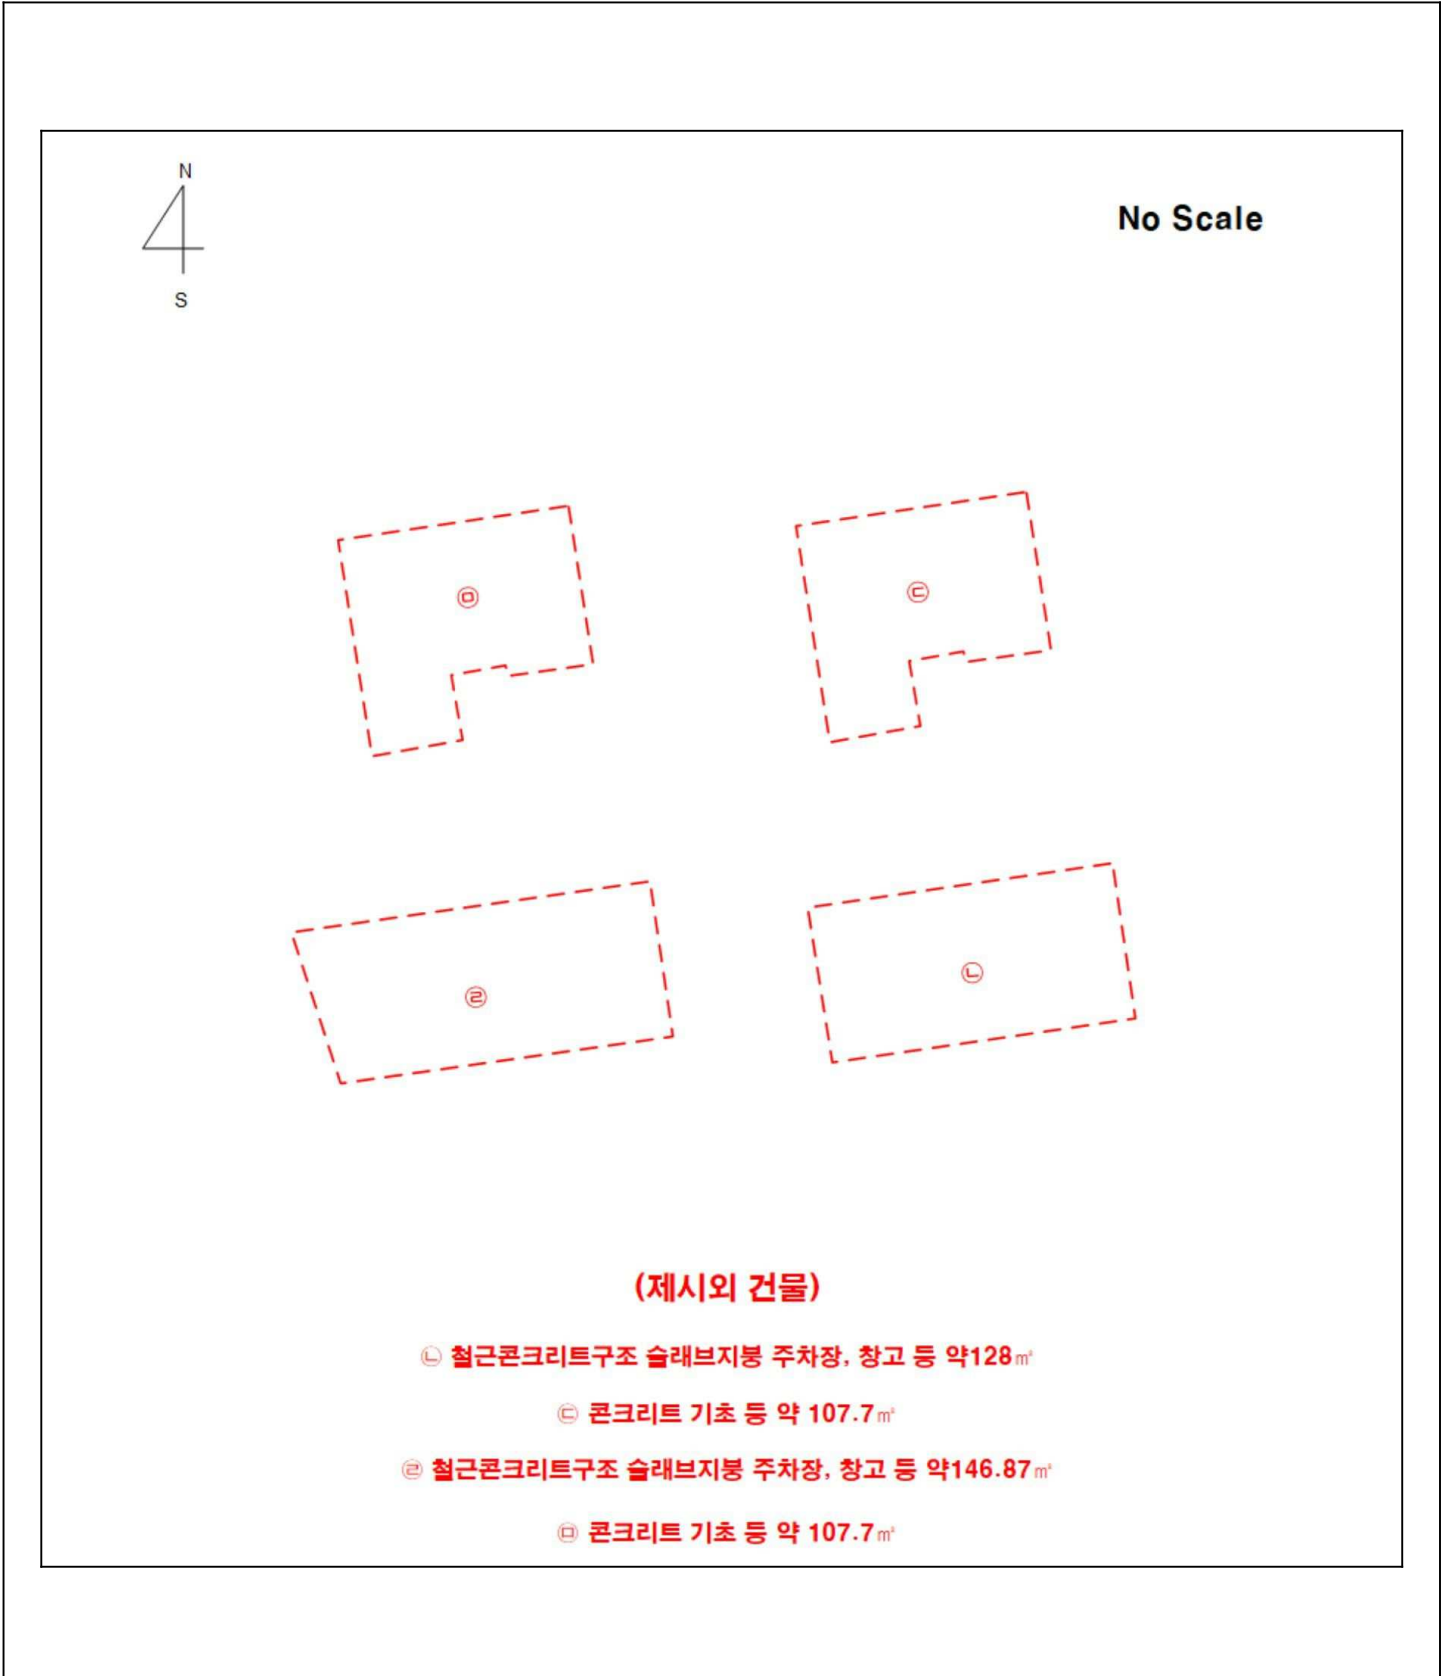 N
No Scale
S
㉤
㉢
㉣
㉡
(제시외 건물)
㉡ 철근콘크리트구조 슬래브지붕 주차장, 창고 등 약128㎡
㉢ 콘크리트 기초 등 약 107.7㎡
㉣ 철근콘크리트구조 슬래브지붕 주차장, 창고 등 약146.87㎡
㉤ 콘크리트 기초 등 약 107.7㎡